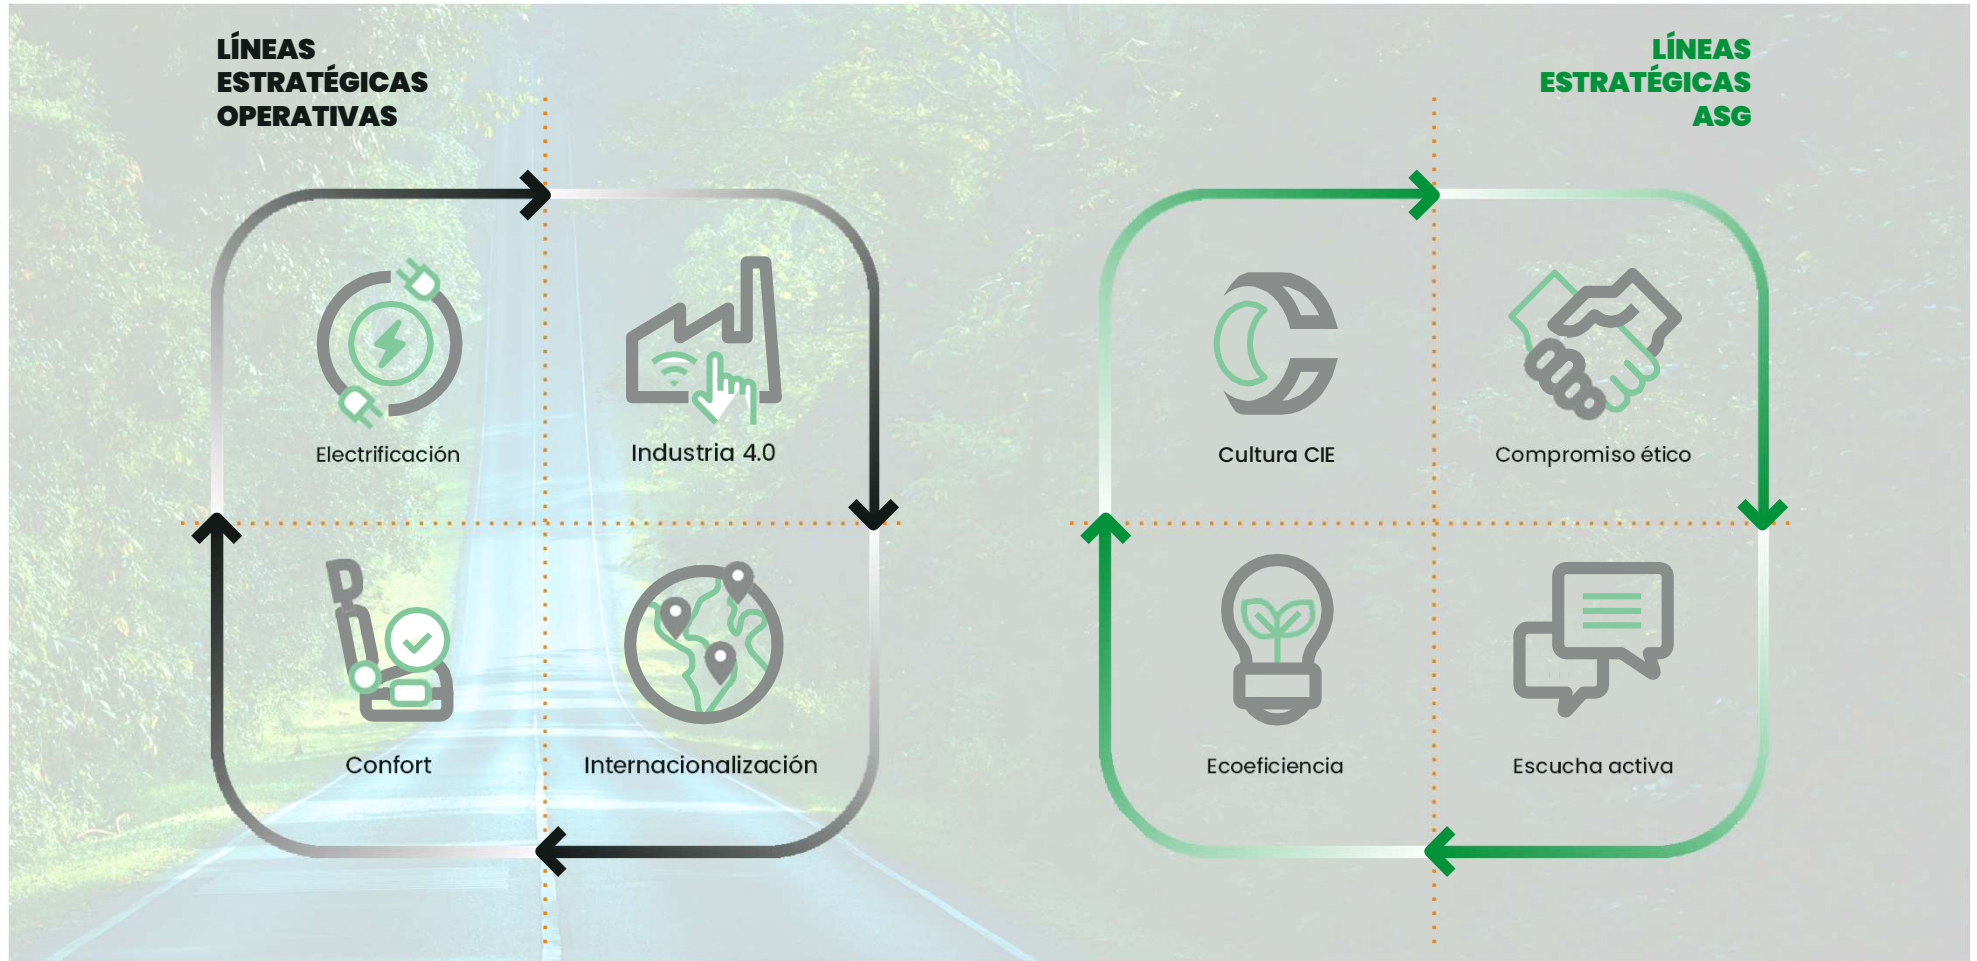 LÍNEAS
ESTRATÉGICAS
OPERATIVAS
Electrificación
Industria 4.0
Confort
Internacionalización
LÍNEAS
ESTRATÉGICAS
ASG
Cultura CIE
Compromiso ético
Ecoeficiencia
Escucha activa